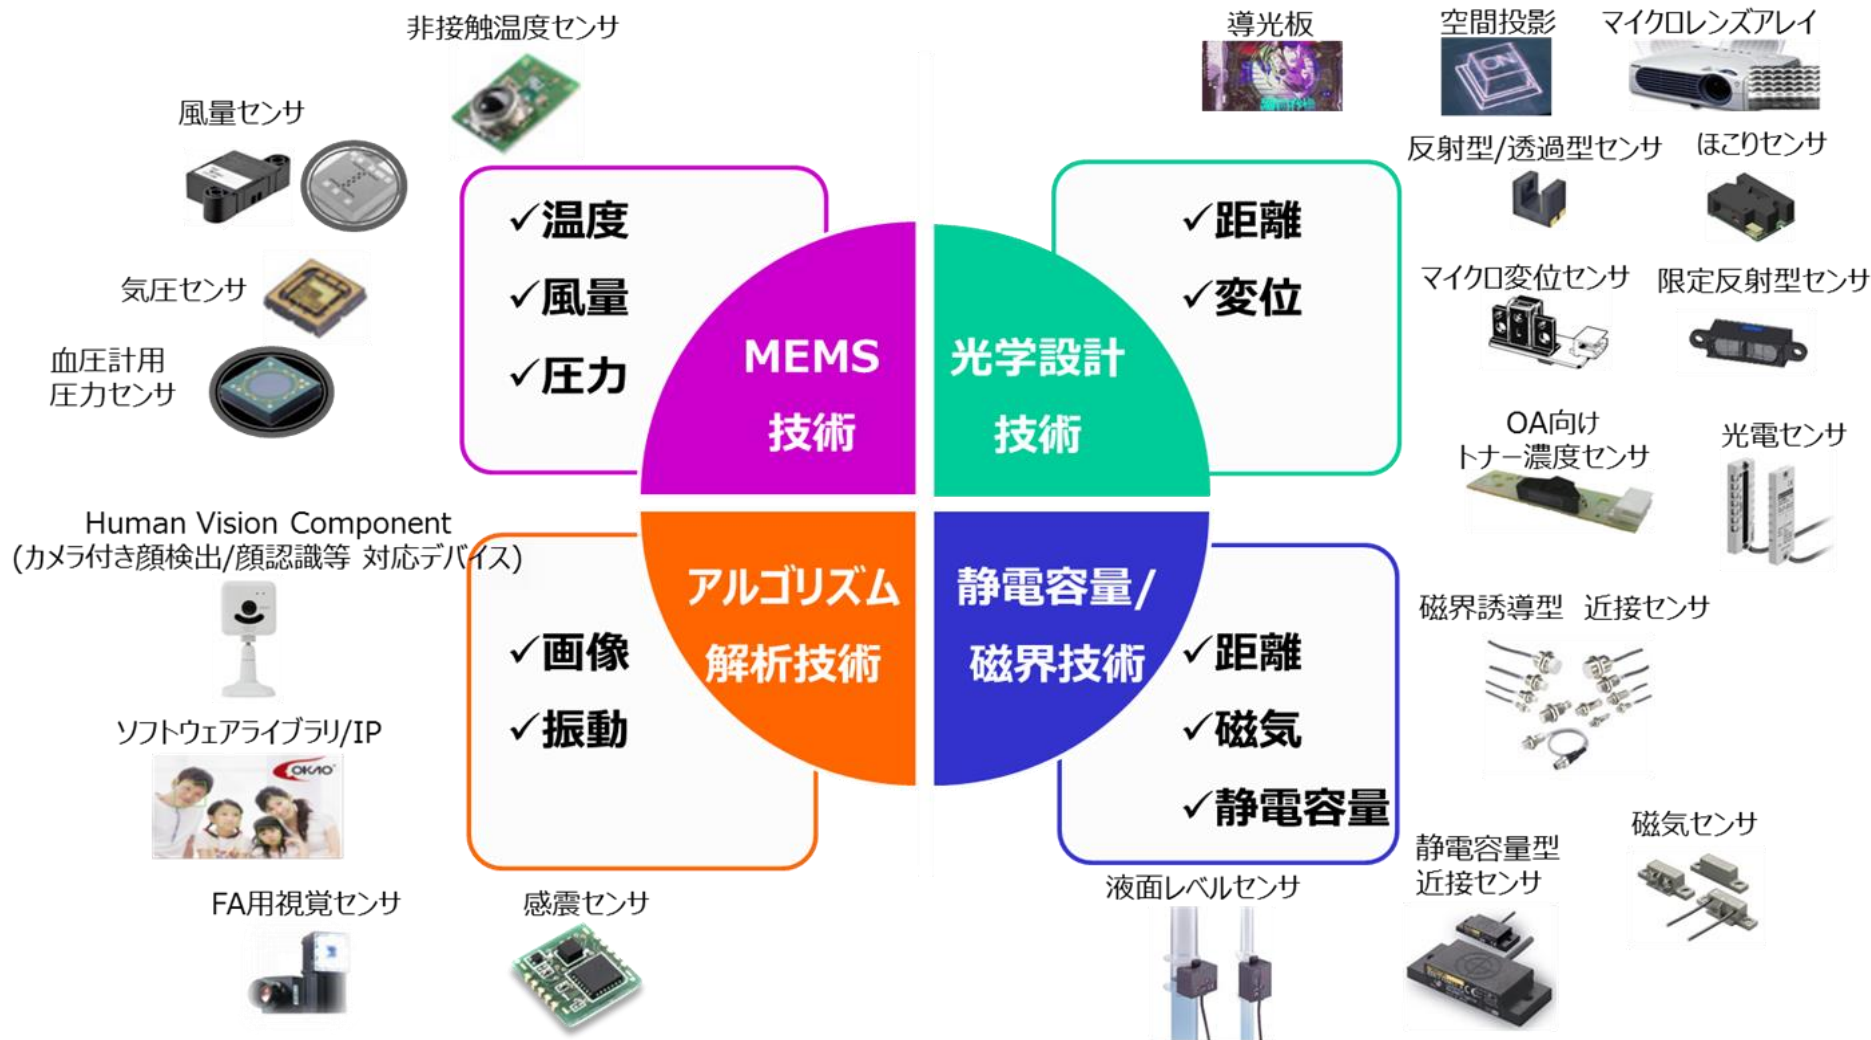 非接触温度センサ
風量センサ
気圧センサ
血圧計用
圧力センサ
✓温度
✓風量
✓圧力
MEMS
技術
導光板
空間投影
マイクロレンズアレイ
ON
反射型/透過型センサ
ほこりセンサ
マイクロ変位センサ
限定反射型センサ
OA向け
トナー濃度センサ
光電センサ
✓距離
✓変位
光学設計
技術
Human Vision Component
(カメラ付き顔検出/顔認識等 対応デバイス)
ソフトウェアライブラリ/IP
OKAO
FA用視覚センサ
感震センサ
✓画像
✓振動
アルゴリズム
解析技術
静電容量/
磁界技術
✓距離
✓磁気
✓静電容量
磁界誘導型 近接センサ
磁気センサ
静電容量型
近接センサ
液面レベルセンサ